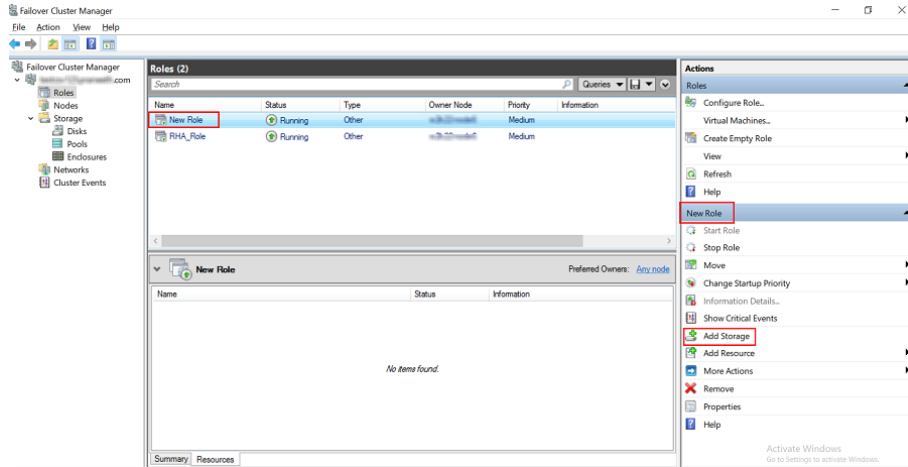 Failover Cluster Manager
File Action View Help
Failover Cluster Manager
.com
Roles
Nodes
Storage
Disks
Pools
Enclosures
Networks
Cluster Events
Roles (2)
Search
Queries
Name Status Type Owner Node Priority Information
New Role Running Other Medium
RHA_Role Running Other Medium
New Role Preferred Owners: Any node
Name Status Information
No items found.
Summary Resources
Actions
Roles
Configure Role...
Virtual Machines...
Create Empty Role
View
Refresh
Help
New Role
Start Role
Stop Role
Move
Change Startup Priority
Information Details...
Show Critical Events
Add Storage
Add Resource
More Actions
Remove
Properties
Help
Activate Windows
Go to Settings to activate Windows.